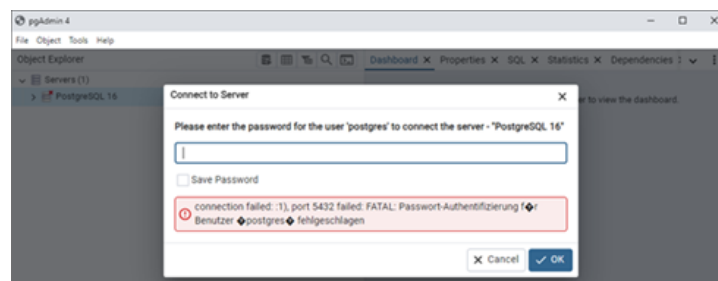 pgAdmin 4
File Object Tools Help
Object Explorer
Dashboard X Properties X SQL X Statistics X Dependencies
Servers (1)
PostgreSQL 16
er to view the dashboard.
Connect to Server
Please enter the password for the user 'postgres' to connect the server - "PostgreSQL 16"
Save Password
connection failed: :1), port 5432 failed: FATAL: Passwort-Authentifizierung f�r
Benutzer �postgres� fehlgeschlagen
X Cancel ✓ OK